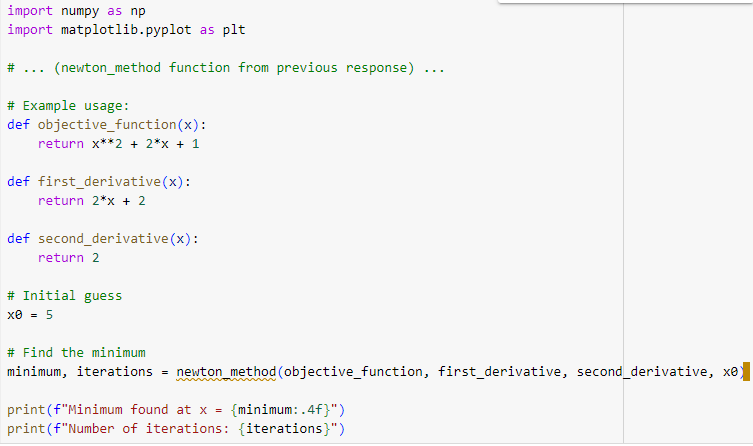 import numpy as np
import matplotlib.pyplot as plt
# ... (newton_method function from previous response) ...
# Example usage:
def objective_function(x):
    return x**2 + 2*x + 1
def first_derivative(x):
    return 2*x + 2
def second_derivative(x):
    return 2
# Initial guess
x0 = 5
# Find the minimum
minimum, iterations = newton_method(objective_function, first_derivative, second_derivative, x0)
print(f"Minimum found at x = {minimum:.4f}")
print(f"Number of iterations: {iterations}")